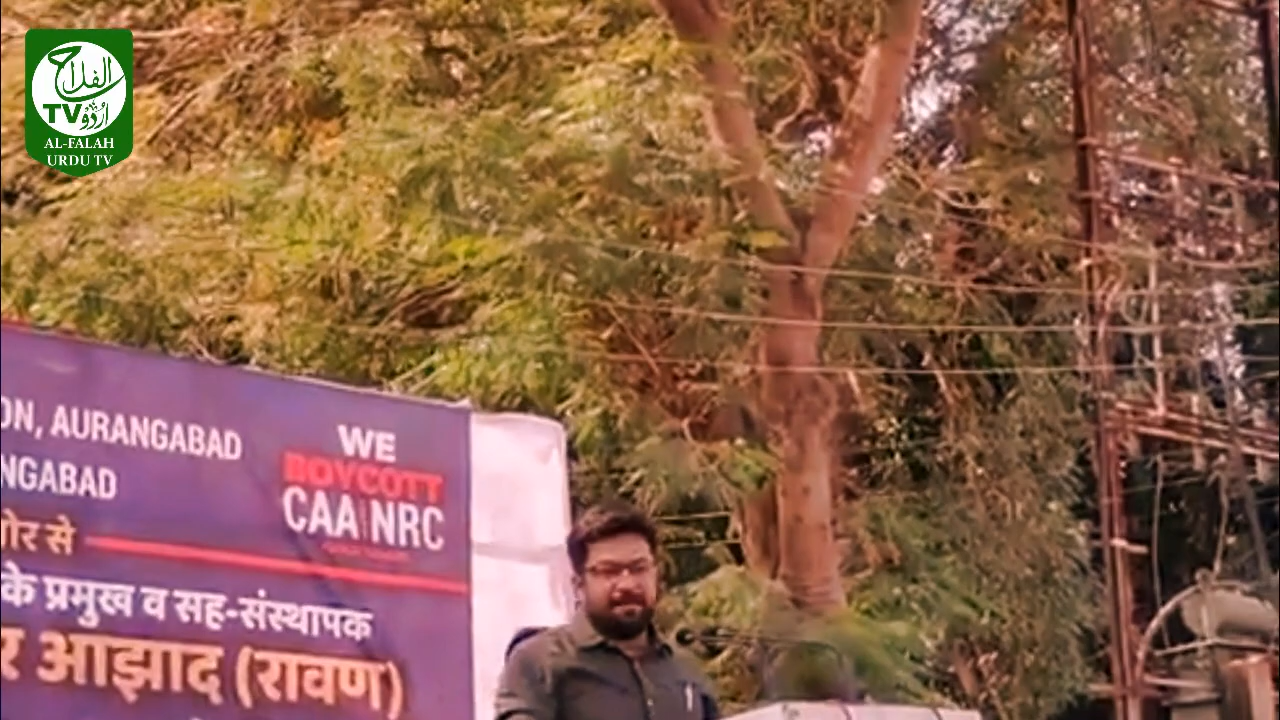 الفلاح
TV اردو
AL-FALAH
URDU TV
ON, AURANGABAD
NGABAD
WE
BOYCOTT
CAA NRC
ओर से
के प्रमुख व सह-संस्थापक
र आझाद (रावण)